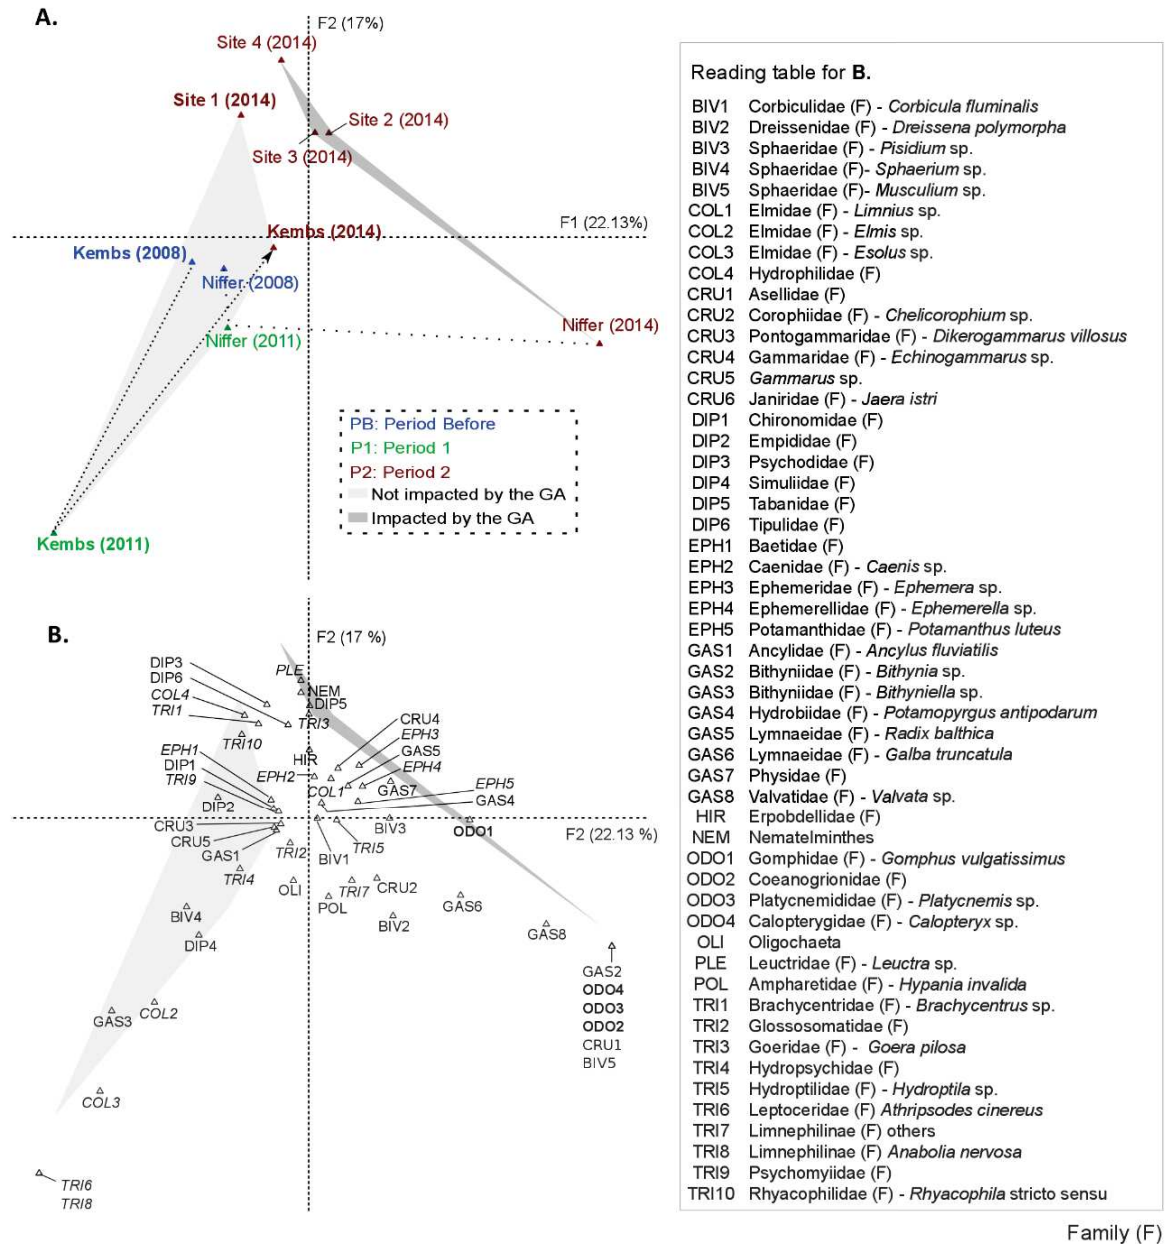 A.
F2 (17%)
Site 4 (2014)
Site 1 (2014)
Site 2 (2014)
Site 3 (2014)
F1 (22.13%)
Kembs (2014)
Kembs (2008)
Niffer (2008)
Niffer (2014)
Niffer (2011)
PB: Period Before
P1: Period 1
P2: Period 2
Not impacted by the GA
Impacted by the GA
Kembs (2011)
B.
F2 (17 %)
DIP3
PLE
DIP6
NEM
COL4
DIP5
TRI1
TRI3
CRU4
TRI10
EPH3
EPH1
HIR
GAS5
DIP1
EPH2
EPH4
TRI9
COL1
GAS7
EPH5
DIP2
GAS4
CRU3
BIV3
ODO1
F2 (22.13 %)
CRU5
TRI2
TRI5
GAS1
BIV1
TRI4
OLI
TRI7
CRU2
POL
GAS6
BIV4
BIV2
GAS8
DIP4
GAS2
ODO4
ODO3
ODO2
CRU1
BIV5
GAS3
COL2
COL3
TRI6
TRI8
Reading table for B.
BIV1 Corbiculidae (F) - Corbicula fluminalis
BIV2 Dreissenidae (F) - Dreissena polymorpha
BIV3 Sphaeridae (F) - Pisidium sp.
BIV4 Sphaeridae (F)- Sphaerium sp.
BIV5 Sphaeridae (F)- Musculium sp.
COL1 Elmidae (F) - Limnius sp.
COL2 Elmidae (F) - Elmis sp.
COL3 Elmidae (F) - Esolus sp.
COL4 Hydrophilidae (F)
CRU1 Asellidae (F)
CRU2 Corophiidae (F) - Chelicorophium sp.
CRU3 Pontogammaridae (F) - Dikerogammarus villosus
CRU4 Gammaridae (F) - Echinogammarus sp.
CRU5 Gammarus sp.
CRU6 Janiridae (F) - Jaera istri
DIP1 Chironomidae (F)
DIP2 Empididae (F)
DIP3 Psychodidae (F)
DIP4 Simuliidae (F)
DIP5 Tabanidae (F)
DIP6 Tipulidae (F)
EPH1 Baetidae (F)
EPH2 Caenidae (F) - Caenis sp.
EPH3 Ephemeridae (F) - Ephemera sp.
EPH4 Ephemerellidae (F) - Ephemerella sp.
EPH5 Potamanthidae (F) - Potamanthus luteus
GAS1 Ancylidae (F) - Ancylus fluviatilis
GAS2 Bithyniidae (F) - Bithynia sp.
GAS3 Bithyniidae (F) - Bithyniella sp.
GAS4 Hydrobiidae (F) - Potamopyrgus antipodarum
GAS5 Lymnaeidae (F) - Radix balthica
GAS6 Lymnaeidae (F) - Galba truncatula
GAS7 Physidae (F)
GAS8 Valvatidae (F) - Valvata sp.
HIR Erpobdellidae (F)
NEM Nematelminthes
ODO1 Gomphidae (F) - Gomphus vulgatissimus
ODO2 Coeanogrionidae (F)
ODO3 Platycnemididae (F) - Platycnemis sp.
ODO4 Calopterygidae (F) - Calopteryx sp.
OLI Oligochaeta
PLE Leuctridae (F) - Leuctra sp.
POL Ampharetidae (F) - Hypania invalida
TRI1 Brachycentridae (F) - Brachycentrus sp.
TRI2 Glossosomatidae (F)
TRI3 Goeridae (F) - Goera pilosa
TRI4 Hydropsychidae (F)
TRI5 Hydroptilidae (F) - Hydroptila sp.
TRI6 Leptoceridae (F) Athripsodes cinereus
TRI7 Limnephilinae (F) others
TRI8 Limnephilinae (F) Anabolia nervosa
TRI9 Psychomyiidae (F)
TRI10 Rhyacophilidae (F) - Rhyacophila stricto sensu
Family (F)